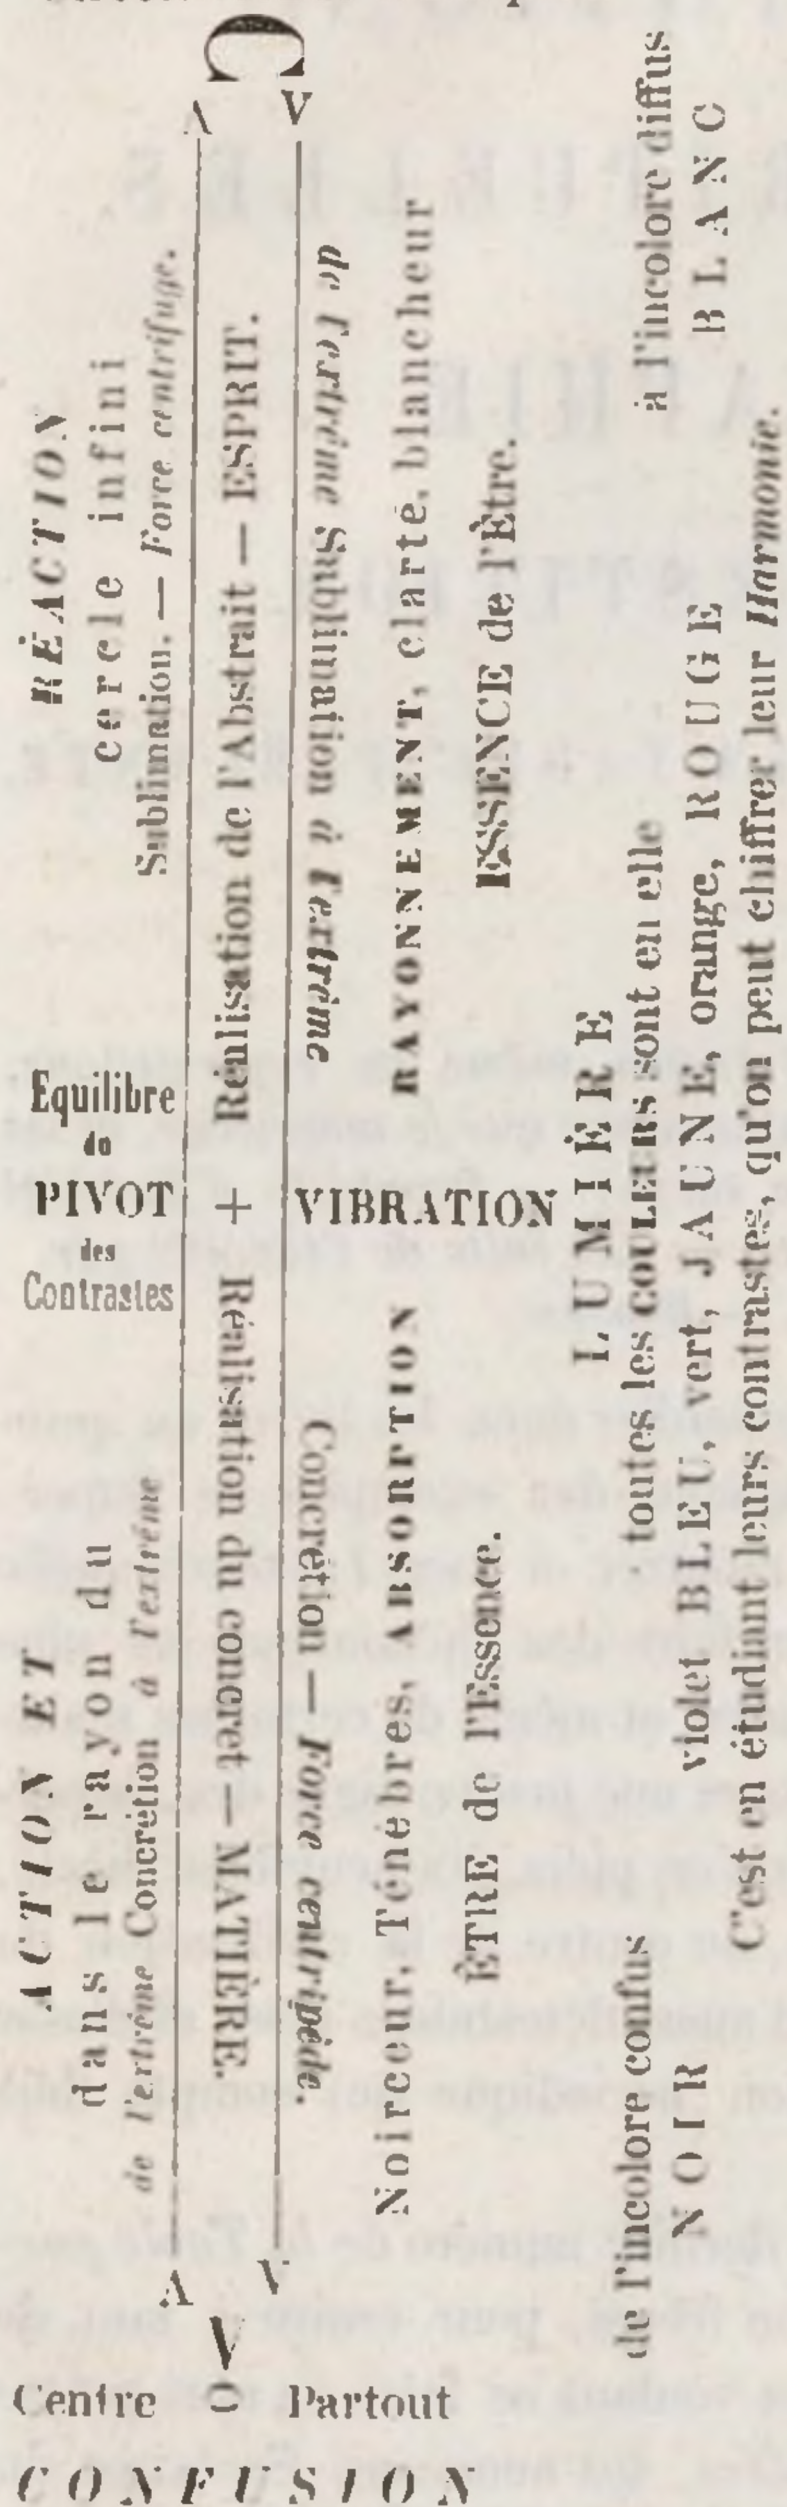 C
RÉACTION
cercle infini
Sublimation. — Force centrifuge.
Réalisation de l'Abstrait — ESPRIT.
de l'extrême Sublimation à l'extrême
RAYONNEMENT, clarté, blancheur
ESSENCE de l'Être.
à l'incolore diffus
BLANC
Equilibre
du
PIVOT + VIBRATION
des
Contrastes
LUMIÈRE
toutes les COULEURS sont en elle
violet BLEU, vert, JAUNE, orange, ROUGE
C'est en étudiant leurs contrastes, qu'on peut chiffrer leur Harmonie.
ACTION ET
dans le rayon du
de l'extrême Concrétion à l'extrême
Réalisation du concret — MATIÈRE.
Concrétion — Force centripède.
Noirceur, Ténèbres, ABSORPTION
ÊTRE de l'Essence.
de l'incolore confus
NOIR
V
Centre O Partout
CONFUSION